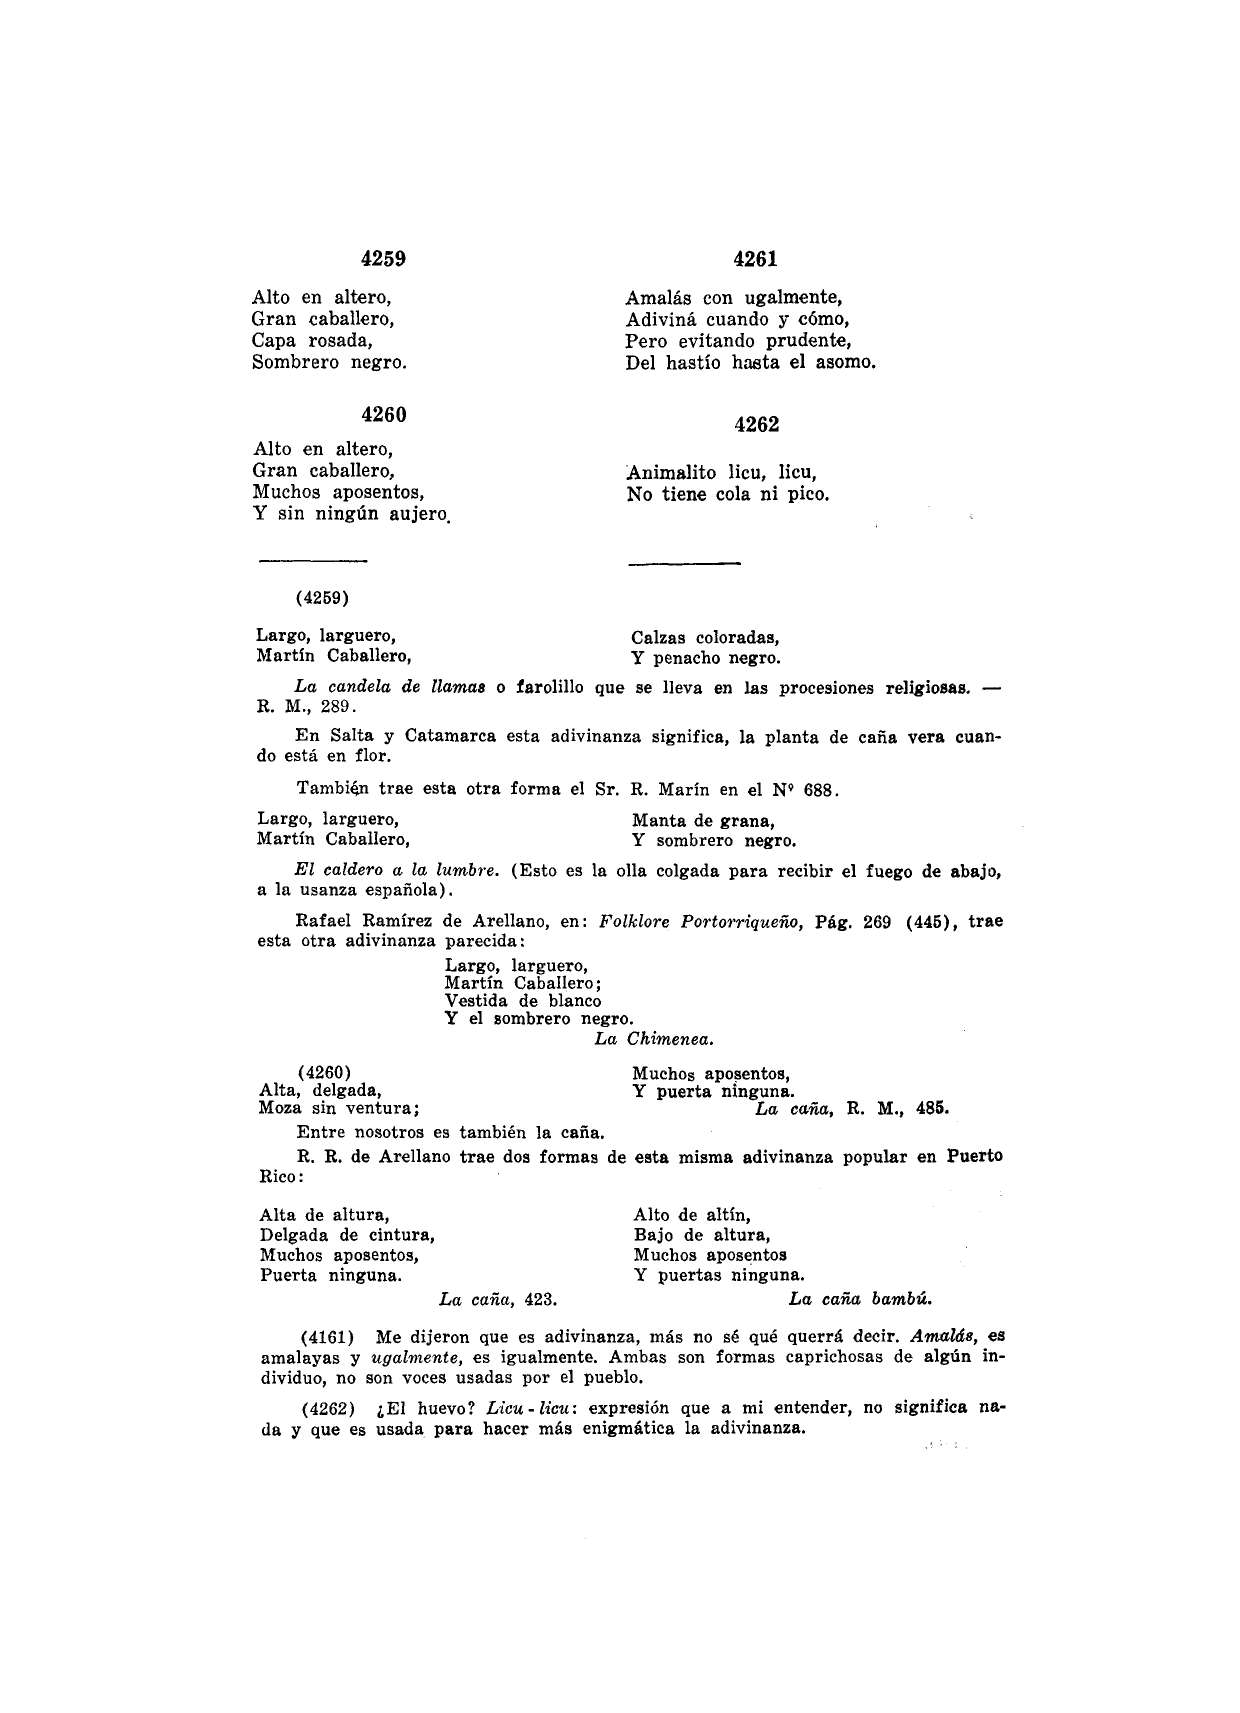 4259
Alto en altero,
Gran caballero,
Capa rosada,
Sombrero negro.
4260
Alto en altero,
Gran caballero,
Muchos aposentos,
Y sin ningún aujero.
4261
Amalás con ugalmente,
Adiviná cuando y cómo,
Pero evitando prudente,
Del hastío hasta el asomo.
4262
Animalito licu, licu,
No tiene cola ni pico.
(4259)
Largo, larguero,
Martín Caballero,
Calzas coloradas,
Y penacho negro.
La candela de llamas o farolillo que se lleva en las procesiones religiosas. —
R. M., 289.
En Salta y Catamarca esta adivinanza significa, la planta de caña vera cuan-
do está en flor.
También trae esta otra forma el Sr. R. Marín en el Nº 688.
Largo, larguero,
Martín Caballero,
Manta de grana,
Y sombrero negro.
El caldero a la lumbre. (Esto es la olla colgada para recibir el fuego de abajo,
a la usanza española).
Rafael Ramírez de Arellano, en: Folklore Portorriqueño, Pág. 269 (445), trae
esta otra adivinanza parecida:
Largo, larguero,
Martín Caballero;
Vestida de blanco
Y el sombrero negro.
La Chimenea.
(4260)
Alta, delgada,
Moza sin ventura;
Muchos aposentos,
Y puerta ninguna.
La caña, R. M., 485.
Entre nosotros es también la caña.
R. R. de Arellano trae dos formas de esta misma adivinanza popular en Puerto
Rico:
Alta de altura,
Delgada de cintura,
Muchos aposentos,
Puerta ninguna.
La caña, 423.
Alto de altín,
Bajo de altura,
Muchos aposentos
Y puertas ninguna.
La caña bambú.
(4161) Me dijeron que es adivinanza, más no sé qué querrá decir. Amalás, es
amalayas y ugalmente, es igualmente. Ambas son formas caprichosas de algún in-
dividuo, no son voces usadas por el pueblo.
(4262) ¿El huevo? Licu-licu: expresión que a mi entender, no significa na-
da y que es usada para hacer más enigmática la adivinanza.